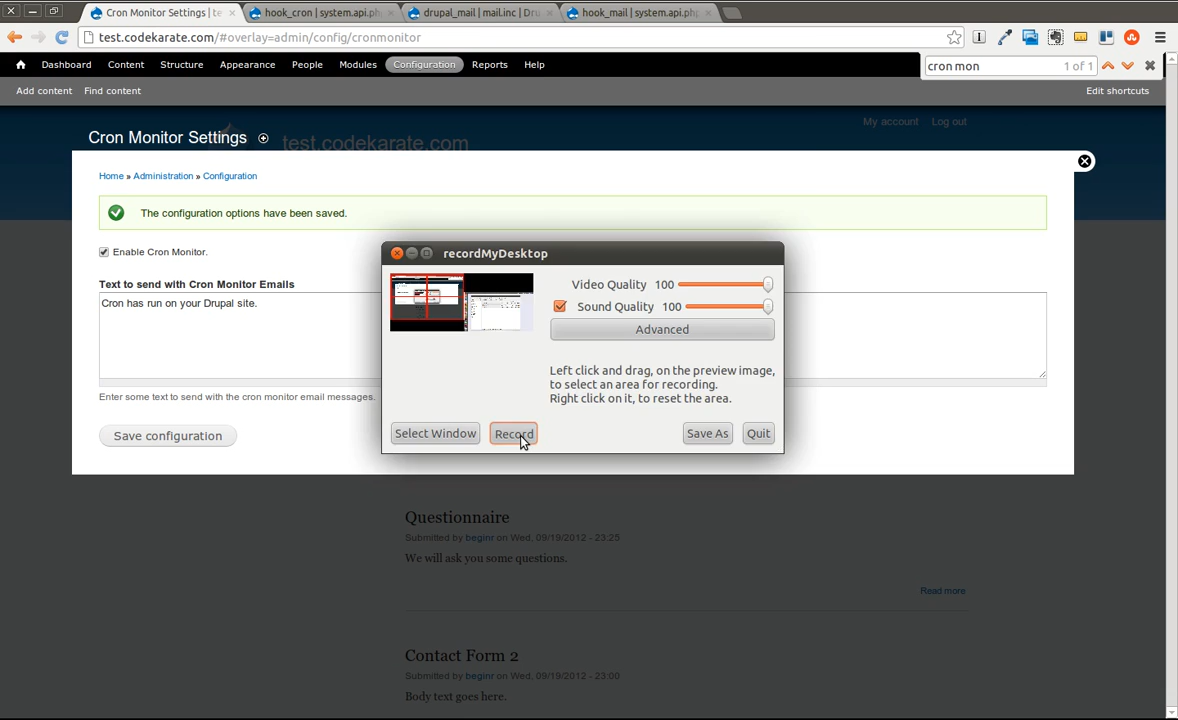 Cron Monitor Settings | te
hook_cron | system.api.ph
drupal_mail | mail.inc | Dru
hook_mail | system.api.ph
test.codekarate.com/#overlay=admin/config/cronmonitor
Dashboard Content Structure Appearance People Modules Configuration Reports Help
cron mon 1 of 1
Add content Find content Edit shortcuts
My account Log out
Cron Monitor Settings
test.codekarate.com
Home » Administration » Configuration
The configuration options have been saved.
Enable Cron Monitor.
Text to send with Cron Monitor Emails
Cron has run on your Drupal site.
Enter some text to send with the cron monitor email messages.
Save configuration
recordMyDesktop
Video Quality 100
Sound Quality 100
Advanced
Left click and drag, on the preview image,
to select an area for recording.
Right click on it, to reset the area.
Select Window Record Save As Quit
Questionnaire
Submitted by beginr on Wed, 09/19/2012 - 23:25
We will ask you some questions.
Read more
Contact Form 2
Submitted by beginr on Wed, 09/19/2012 - 23:00
Body text goes here.